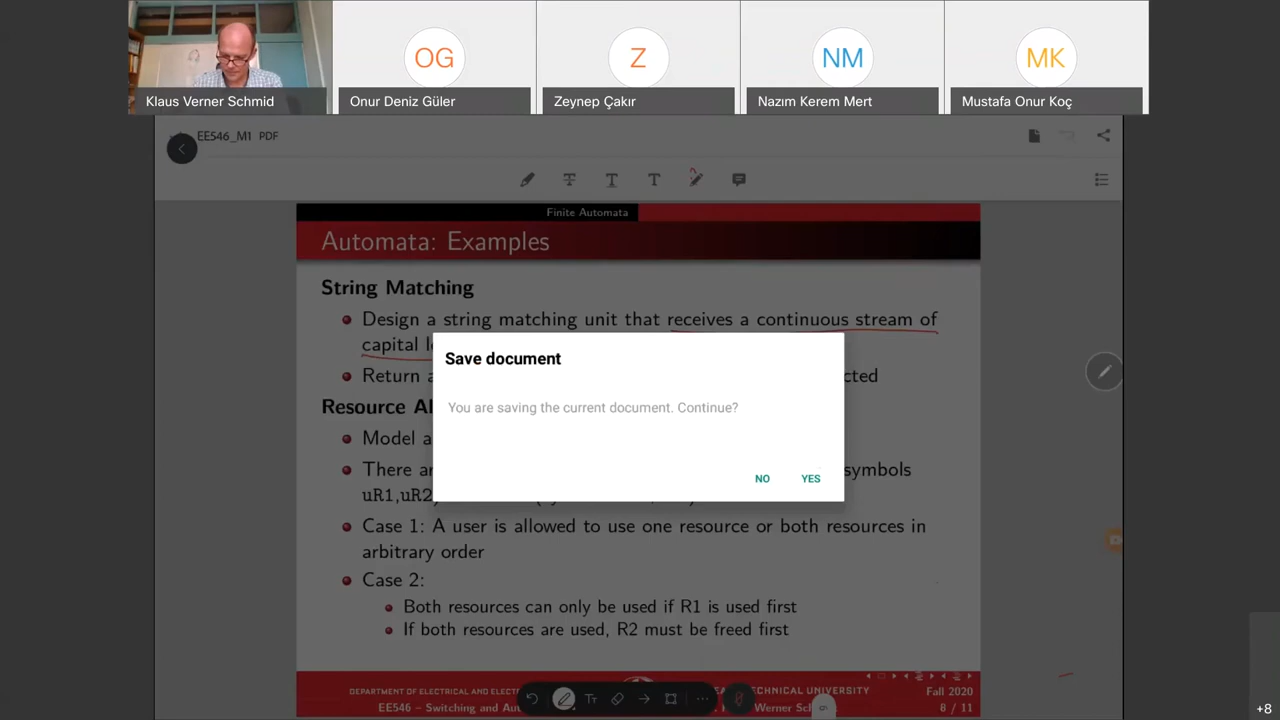 OG
Z
NM
MK
Klaus Verner Schmid
Onur Deniz Güler
Zeynep Çakır
Nazım Kerem Mert
Mustafa Onur Koç
EE546_M1 PDF
Finite Automata
Automata: Examples
String Matching
Design a string matching unit that receives a continuous stream of
capital
Return
Resource
Model a
There
symbols
uR1,uR2
Case 1: A user is allowed to use one resource or both resources in
arbitrary order
Case 2:
Both resources can only be used if R1 is used first
If both resources are used, R2 must be freed first
Save document
You are saving the current document. Continue?
NO
YES
DEPARTMENT OF ELECTRICAL AND
TECHNICAL UNIVERSITY
Fall 2020
EE546 – Switching and
Werner
8 / 11
+8